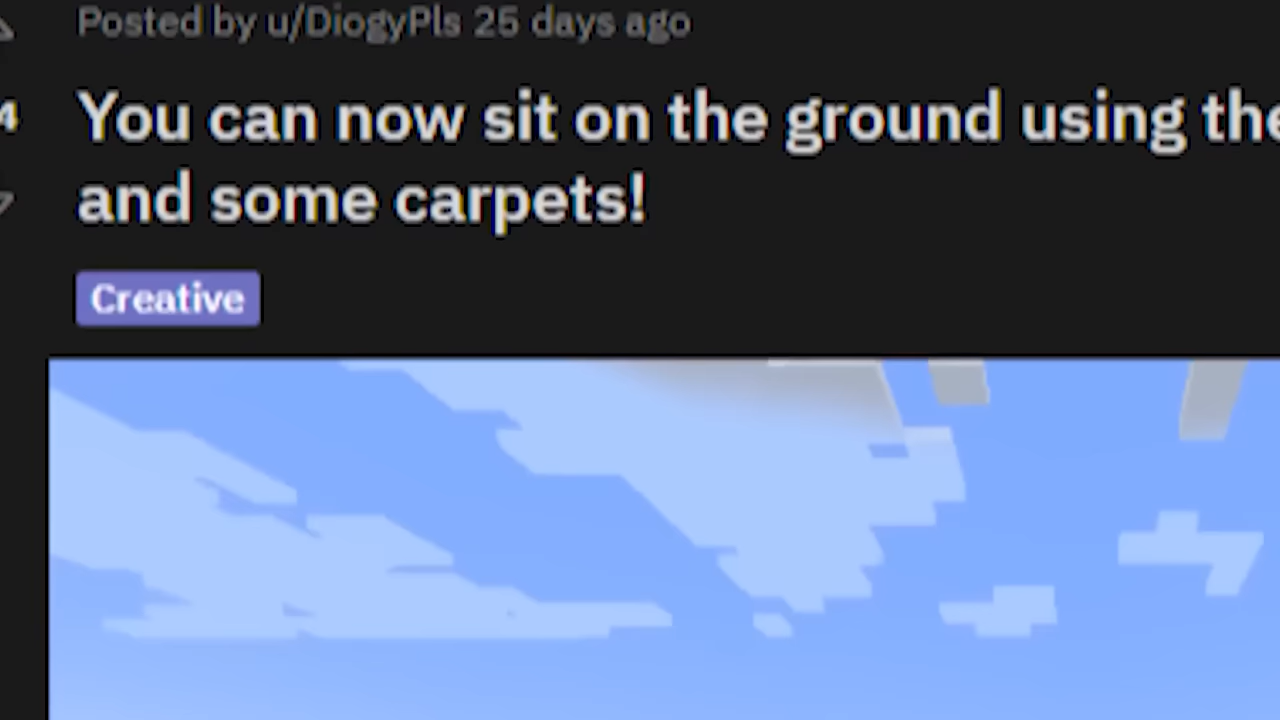 Posted by u/DiogyPls 25 days ago
4
You can now sit on the ground using the
and some carpets!
Creative